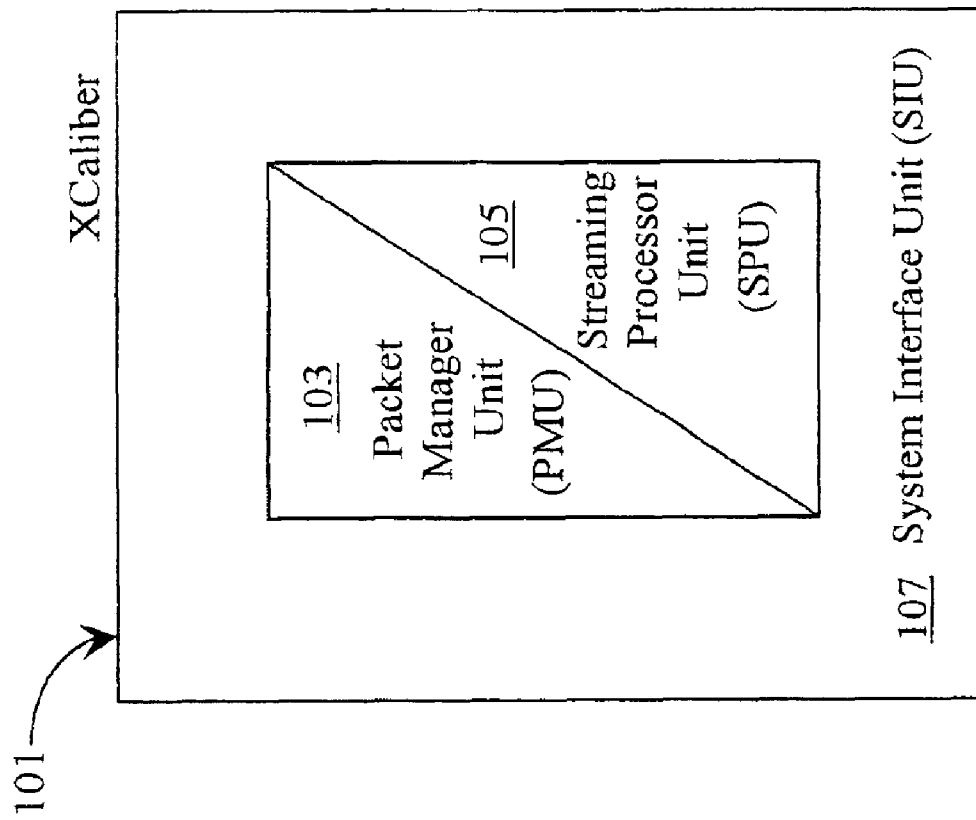 101
XCaliber
103
Packet
Manager
Unit
(PMU)
105
Streaming
Processor
Unit
(SPU)
107 System Interface Unit (SIU)